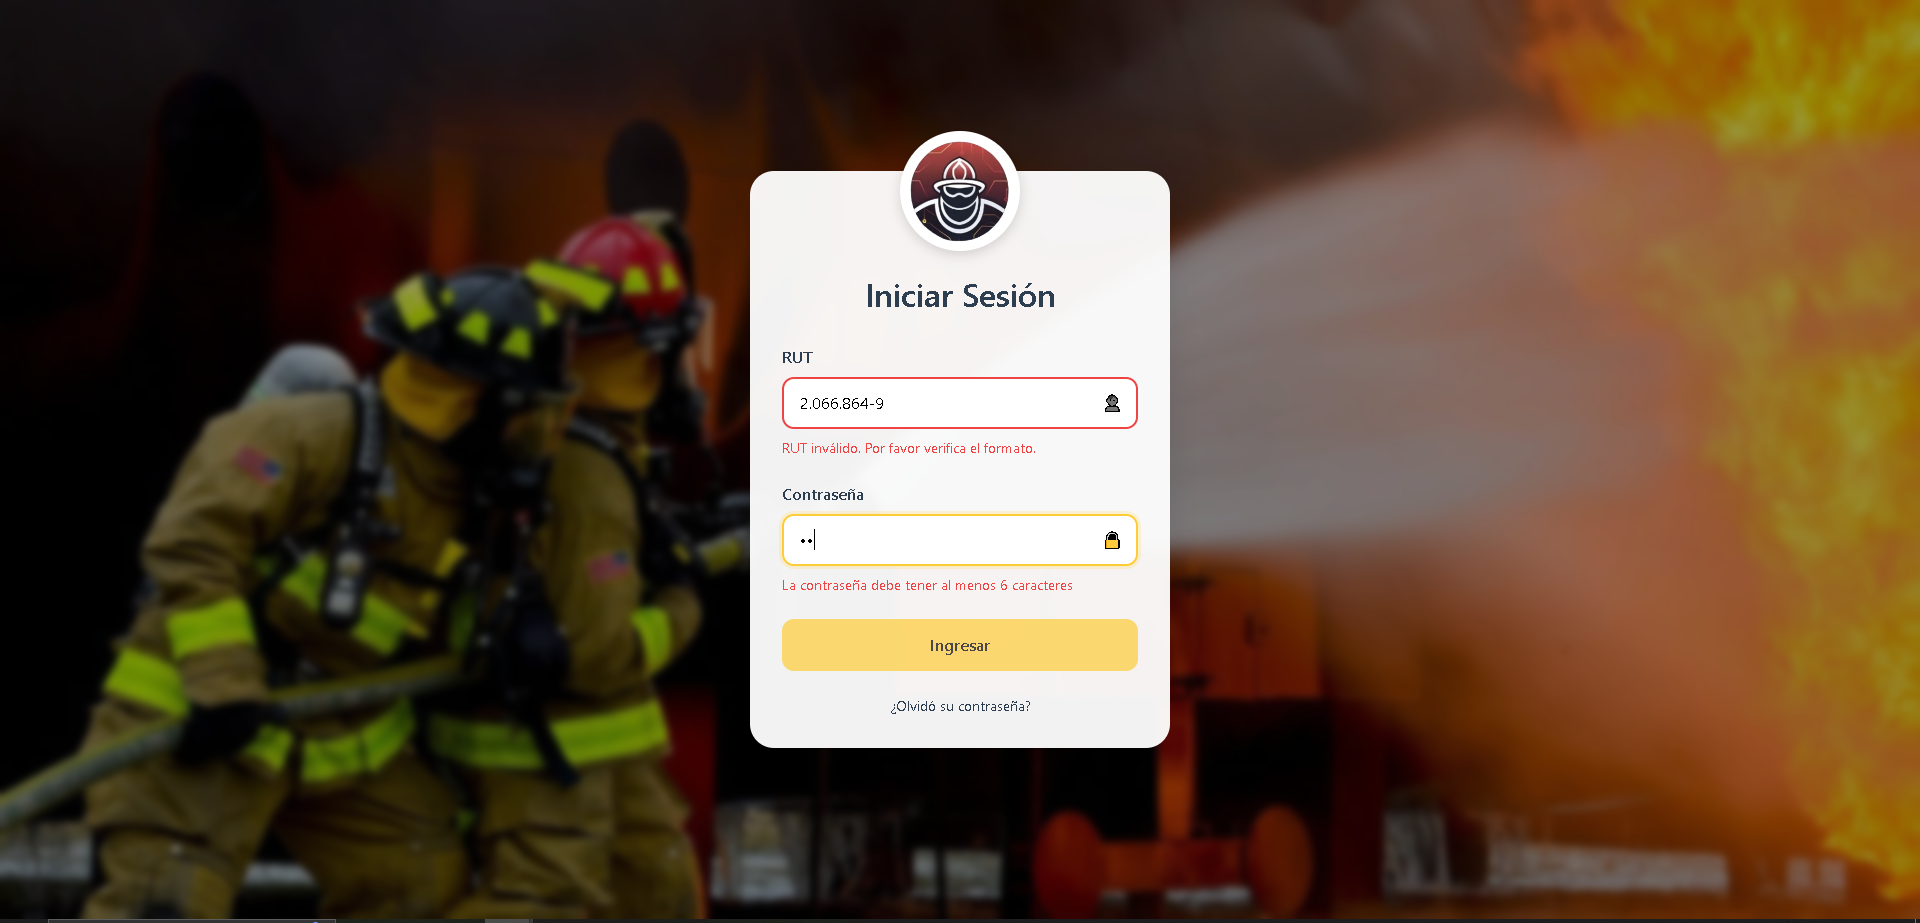 Iniciar Sesión
RUT
2.066.864-9
RUT inválido. Por favor verifica el formato.
Contraseña
••
La contraseña debe tener al menos 6 caracteres
Ingresar
¿Olvidó su contraseña?